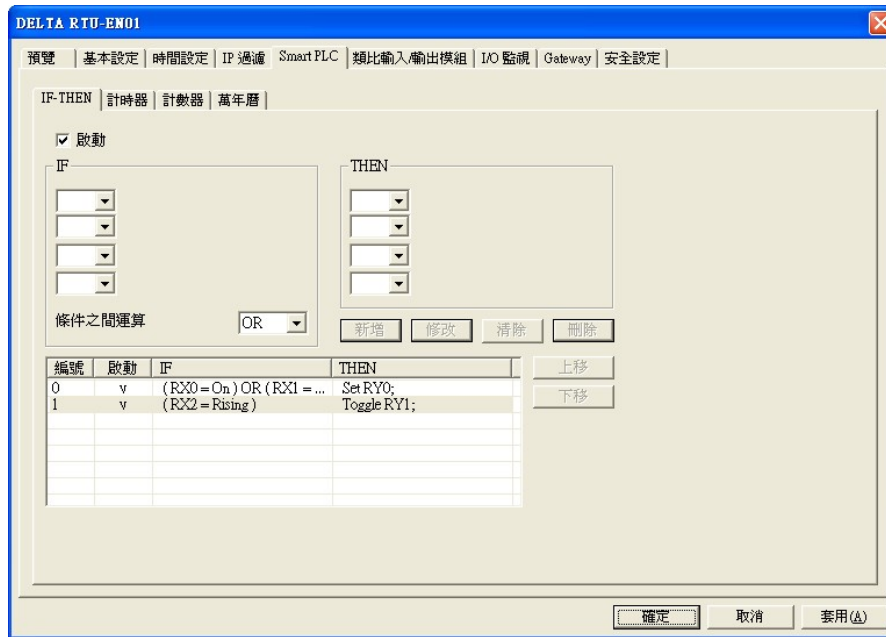 DELTA RTU-EN01
預覽 基本設定 時間設定 IP 過濾 Smart PLC 類比輸入/輸出模組 I/O 監視 Gateway 安全設定
IF-THEN 計時器 計數器 萬年曆
啟動
IF THEN
條件之間運算 OR 新增 修改 清除 刪除
編號 啟動 IF THEN 上移
0 v (RX0=On) OR (RX1 = ... Set RY0;
下移
1 v (RX2 = Rising) Toggle RY1;
確定 取消 套用(A)